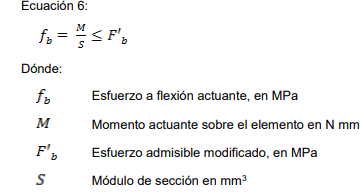 Ecuación 6:
f_b = M/S ≤ F'_b
Dónde:
f_b Esfuerzo a flexión actuante, en MPa
M Momento actuante sobre el elemento en N mm
F'_b Esfuerzo admisible modificado, en MPa
S Módulo de sección en mm³